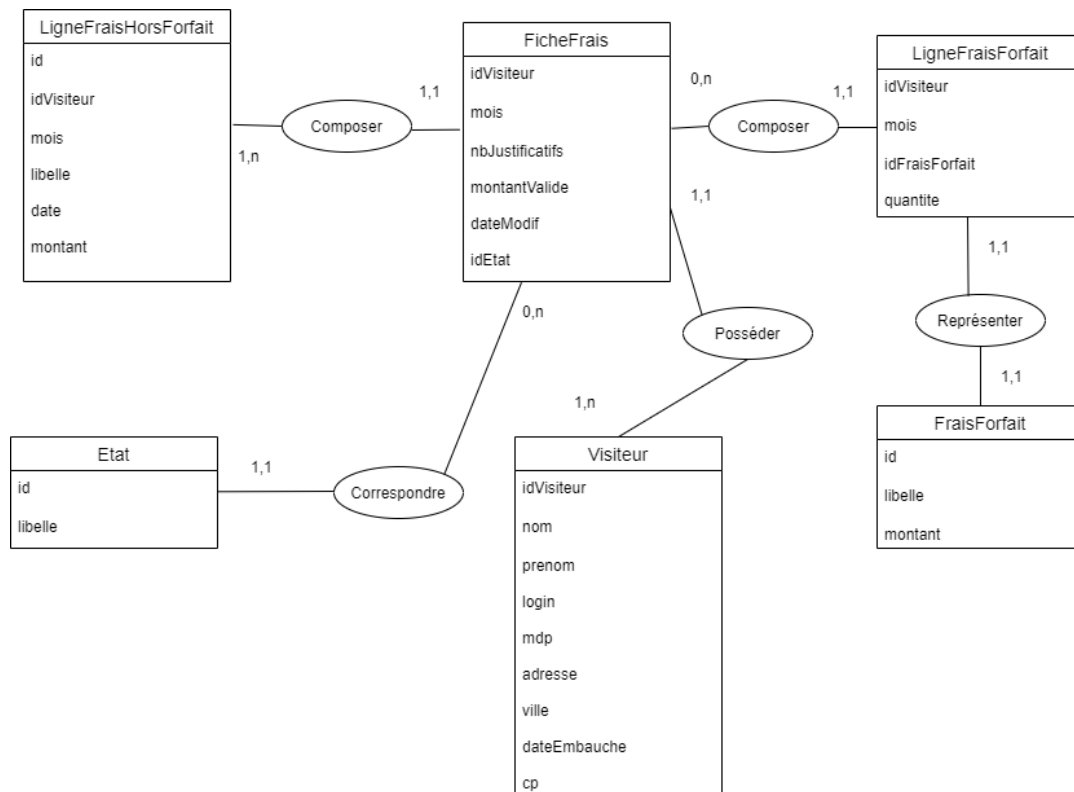 LigneFraisHorsForfait
id
idVisiteur
mois
libelle
date
montant
1,n
Composer
1,1
FicheFrais
idVisiteur
mois
nbJustificatifs
montantValide
dateModif
idEtat
0,n
Composer
1,1
LigneFraisForfait
idVisiteur
mois
idFraisForfait
quantite
1,1
Représenter
1,1
FraisForfait
id
libelle
montant
1,1
Posséder
1,n
0,n
Correspondre
1,1
Etat
id
libelle
Visiteur
idVisiteur
nom
prenom
login
mdp
adresse
ville
dateEmbauche
cp